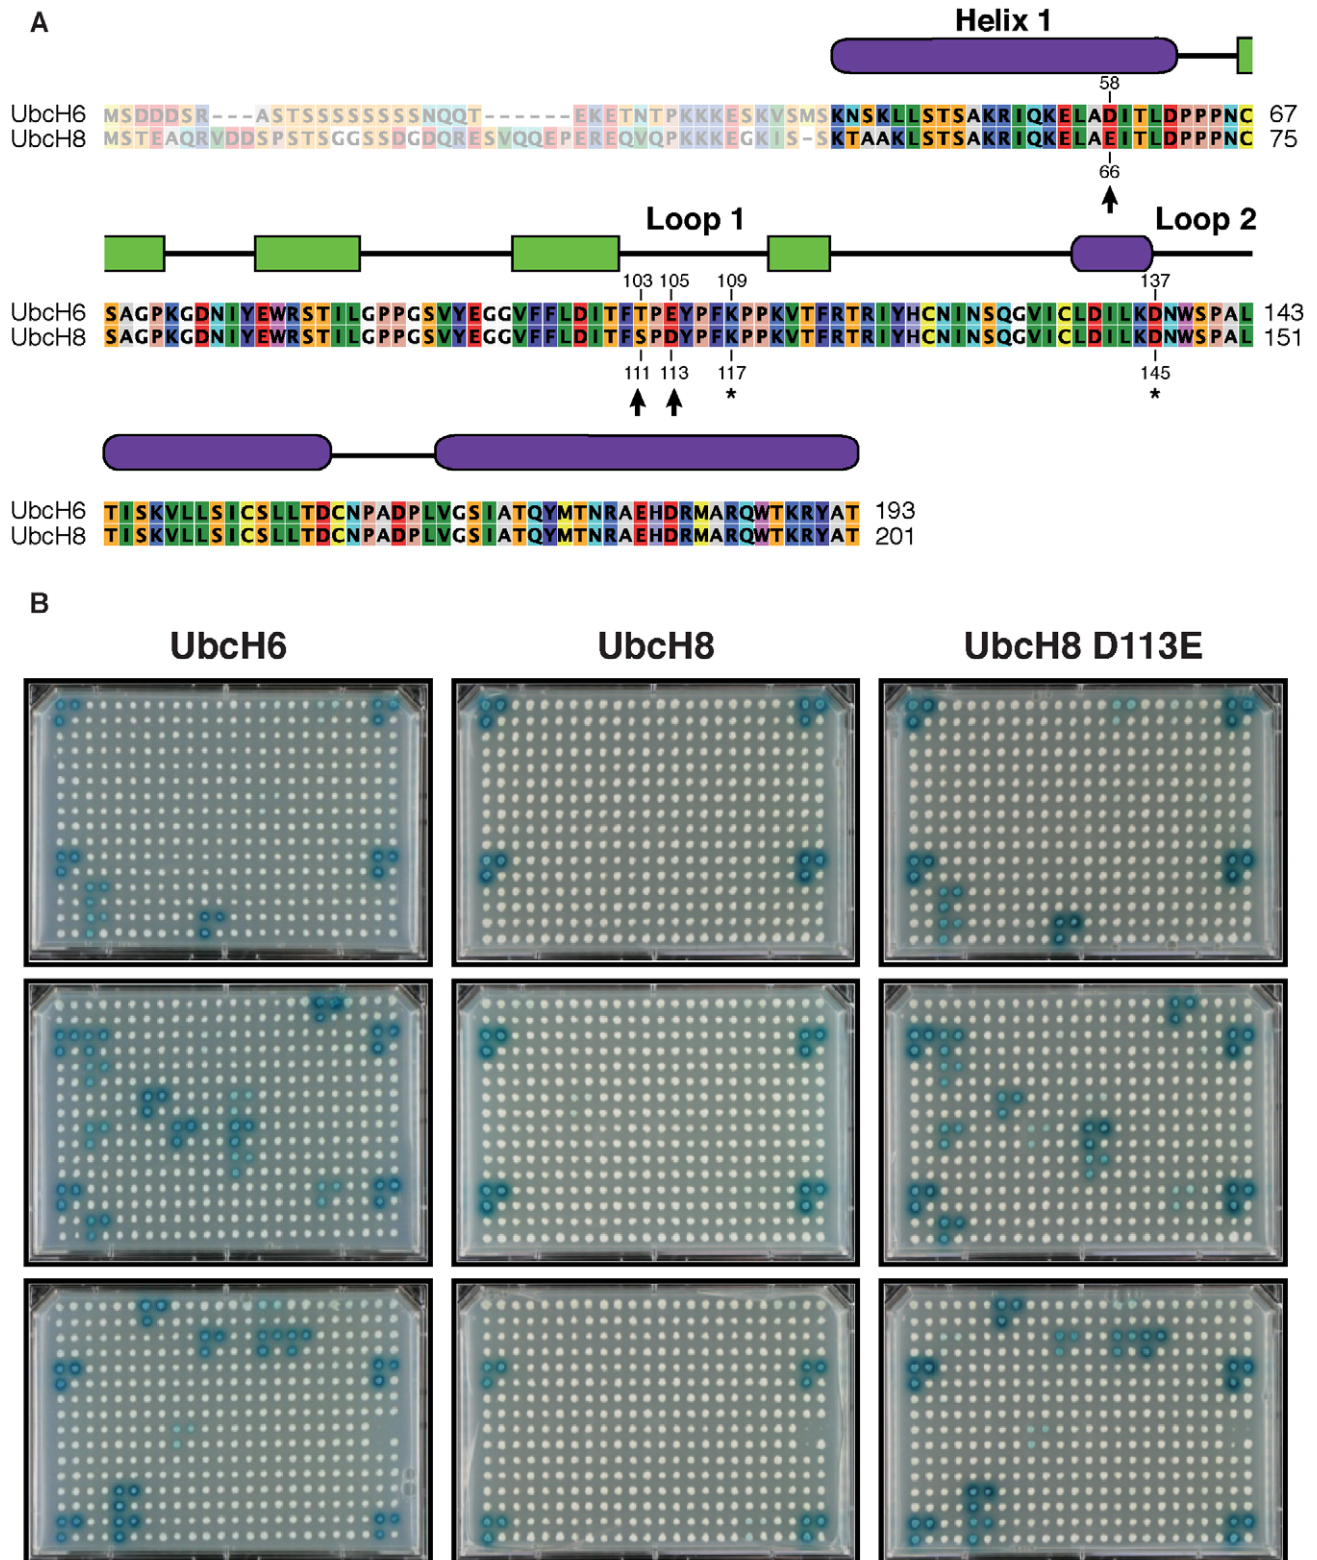 A
Helix 1
58
UbcH6 MSDDDSR---ASTSSSSSSSSNQQT------EKETNTPKKKESKVSMSKNSKLLSTSAKRIQKELADITLDPPPNC 67
UbcH8 MSTEAQRVDDSPSTSGGSSDGDQRESVQQEPEREQVQPKKKEGKIS-SKTAAKLSTSAKRIQKELAEITLDPPPNC 75
66
Loop 1 Loop 2
103 105 109 137
UbcH6 SAGPKGDNIYEWRSTILGPPGSVYEGGVFFLDITFTPEYPFKPPKVTFRTRIYHCNINSQGVICLDILKDNWSPAL 143
UbcH8 SAGPKGDNIYEWRSTILGPPGSVYEGGVFFLDITFSPDYPFKPPKVTFRTRIYHCNINSQGVICLDILKDNWSPAL 151
111 113 117 145
* *
UbcH6 TISKVLLSICSLLTDCNPADPLVGSIATQYMTNRAEHDRMARQWTKRYAT 193
UbcH8 TISKVLLSICSLLTDCNPADPLVGSIATQYMTNRAEHDRMARQWTKRYAT 201
B
UbcH6 UbcH8 UbcH8 D113E